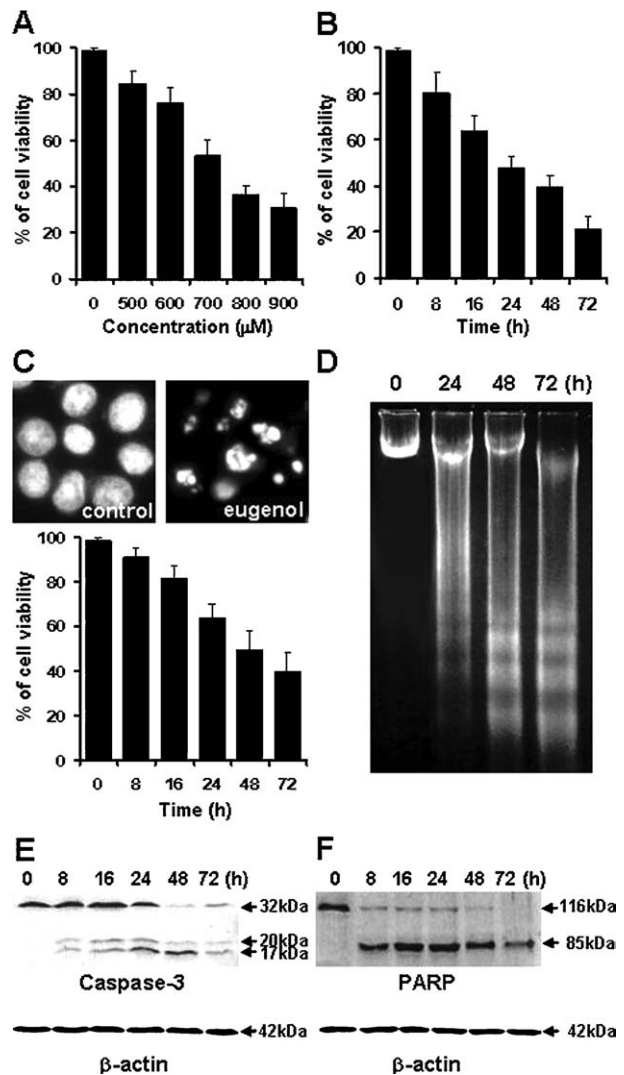 A
% of cell viability
100
80
60
40
20
0
0 500 600 700 800 900
Concentration (µM)
B
% of cell viability
100
80
60
40
20
0
0 8 16 24 48 72
Time (h)
C
control
eugenol
% of cell viability
100
80
60
40
20
0
0 8 16 24 48 72
Time (h)
D
0 24 48 72 (h)
E
0 8 16 24 48 72 (h)
32kDa
20kDa
17kDa
Caspase-3
42kDa
β-actin
F
0 8 16 24 48 72 (h)
116kDa
85kDa
PARP
42kDa
β-actin